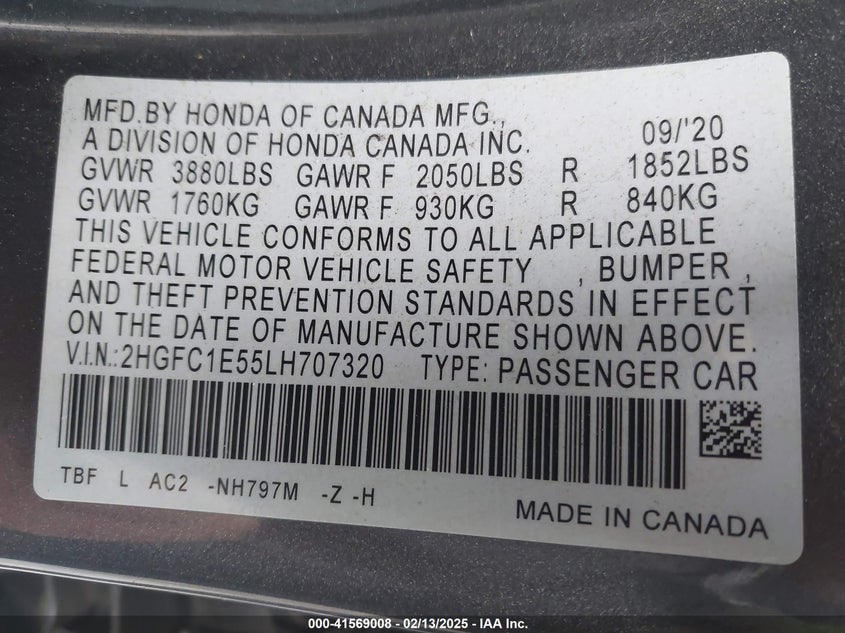 MFD.BY HONDA OF CANADA MFG.,
A DIVISION OF HONDA CANADA INC. 09/'20
GVWR 3880LBS GAWR F 2050LBS R 1852LBS
GVWR 1760KG GAWR F 930KG R 840KG
THIS VEHICLE CONFORMS TO ALL APPLICABLE
FEDERAL MOTOR VEHICLE SAFETY , BUMPER ,
AND THEFT PREVENTION STANDARDS IN EFFECT
ON THE DATE OF MANUFACTURE SHOWN ABOVE.
V.I.N.:2HGFC1E55LH707320 TYPE: PASSENGER CAR
TBF L AC2 -NH797M -Z -H
MADE IN CANADA
000-41569008 - 02/13/2025 - IAA Inc.